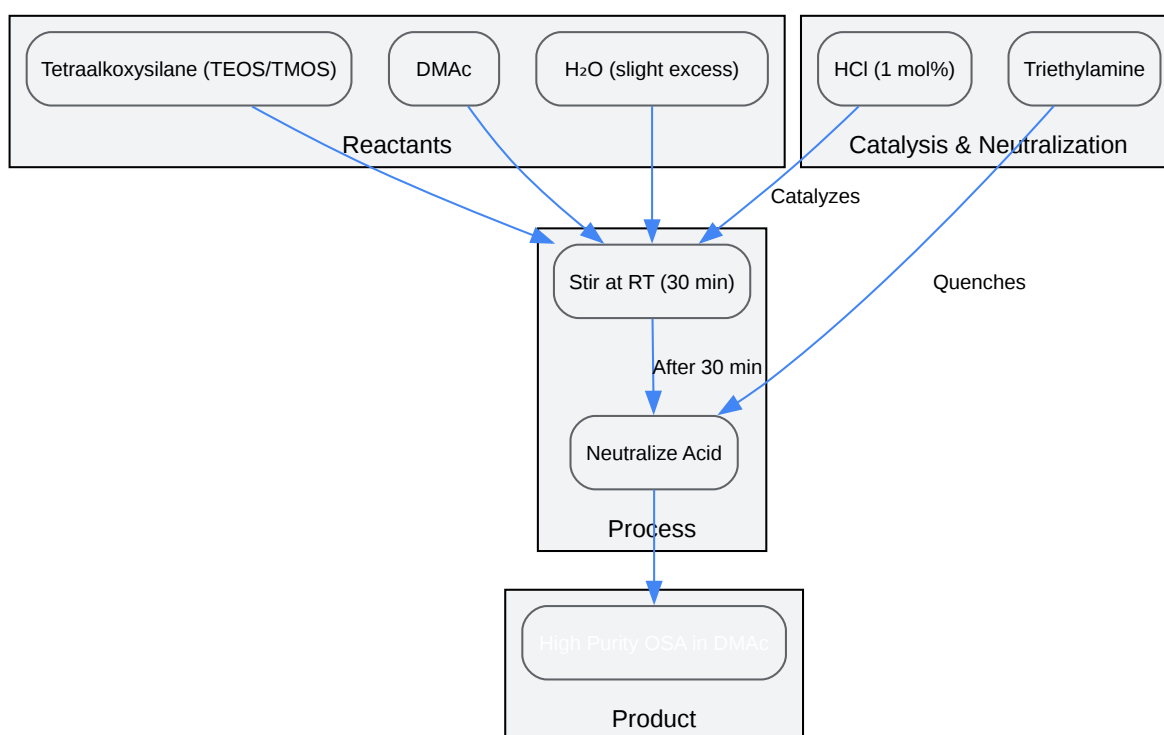 Tetraalkoxysilane (TEOS/TMOS)
DMAc
H₂O (slight excess)
HCl (1 mol%)
Triethylamine
Reactants
Catalysis & Neutralization
Catalyzes
Stir at RT (30 min)
Quenches
After 30 min
Neutralize Acid
Process
High Purity OSA in DMAc
Product